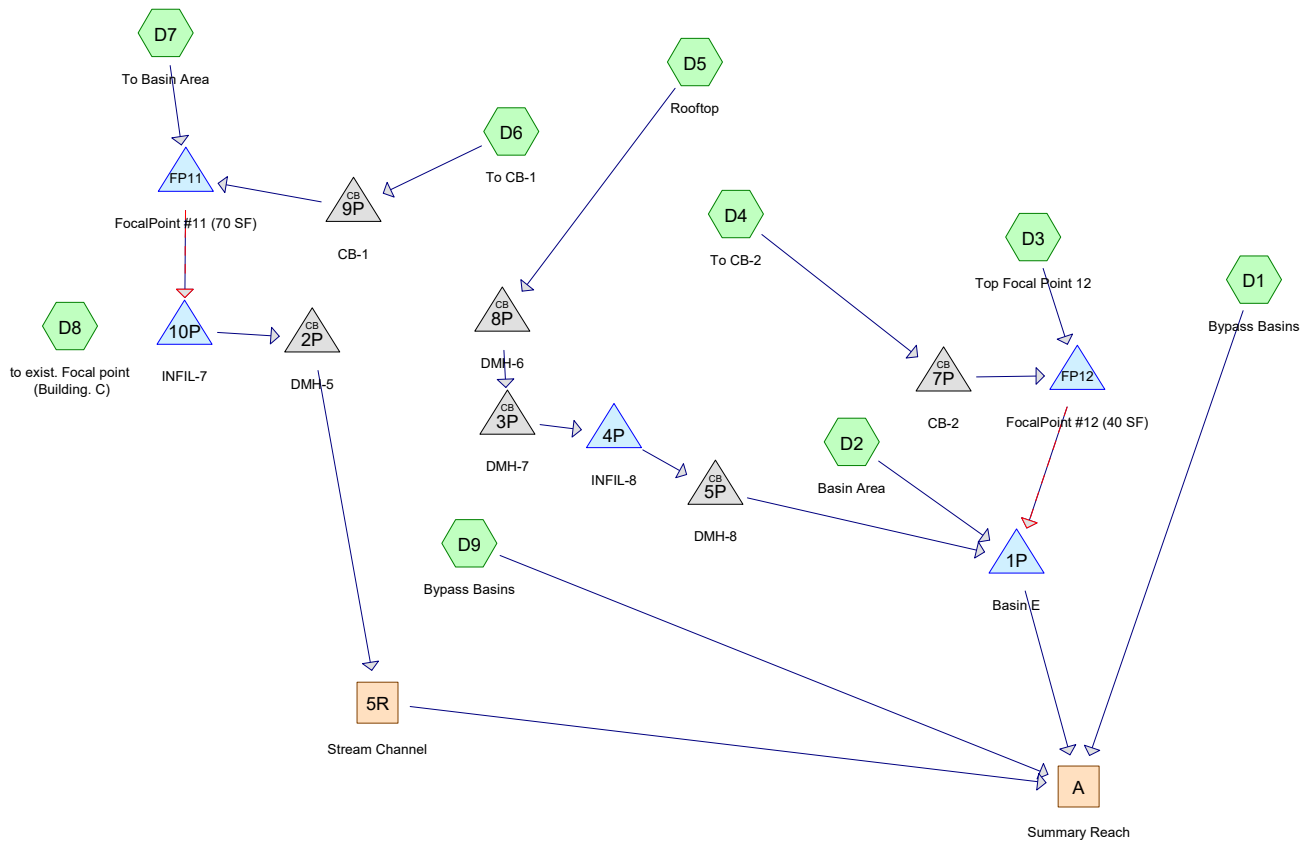 D7
To Basin Area
D5
Rooftop
D6
To CB-1
FP11
FocalPoint #11 (70 SF)
CB
9P
CB-1
D4
To CB-2
D3
Top Focal Point 12
D1
Bypass Basins
D8
to exist. Focal point
(Building. C)
10P
INFIL-7
CB
2P
DMH-5
CB
8P
DMH-6
CB
3P
DMH-7
4P
INFIL-8
CB
5P
DMH-8
CB
7P
CB-2
FP12
FocalPoint #12 (40 SF)
D2
Basin Area
D9
Bypass Basins
1P
Basin E
5R
Stream Channel
A
Summary Reach